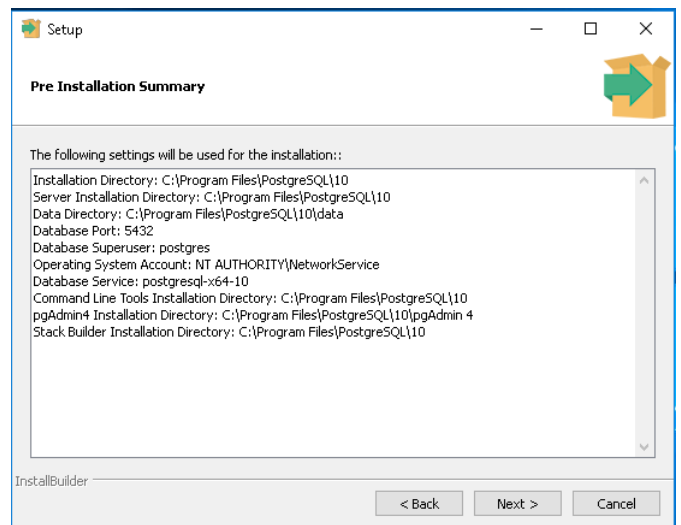 Setup
Pre Installation Summary
The following settings will be used for the installation::
Installation Directory: C:\Program Files\PostgreSQL\10
Server Installation Directory: C:\Program Files\PostgreSQL\10
Data Directory: C:\Program Files\PostgreSQL\10\data
Database Port: 5432
Database Superuser: postgres
Operating System Account: NT AUTHORITY\NetworkService
Database Service: postgresql-x64-10
Command Line Tools Installation Directory: C:\Program Files\PostgreSQL\10
pgAdmin4 Installation Directory: C:\Program Files\PostgreSQL\10\pgAdmin 4
Stack Builder Installation Directory: C:\Program Files\PostgreSQL\10
InstallBuilder
< Back Next > Cancel